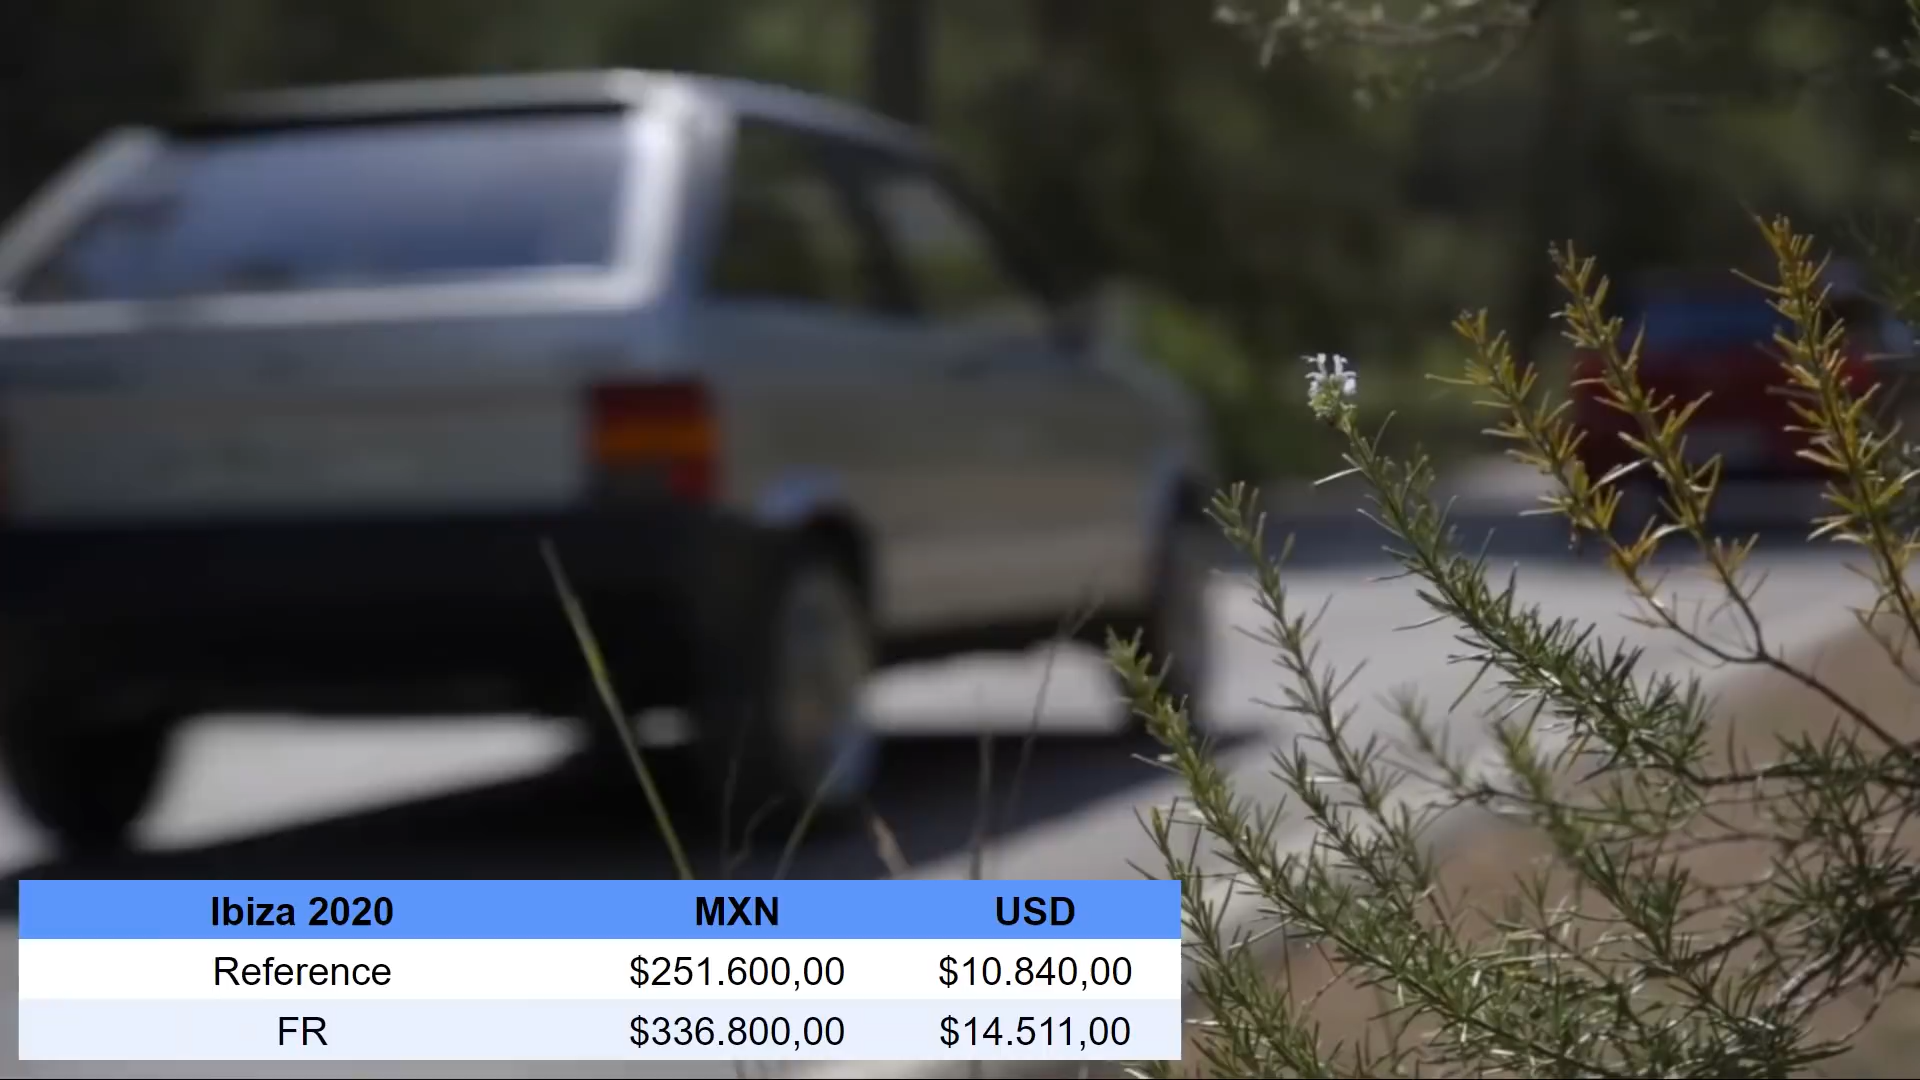 Ibiza 2020 MXN USD
Reference $251.600,00 $10.840,00
FR $336.800,00 $14.511,00